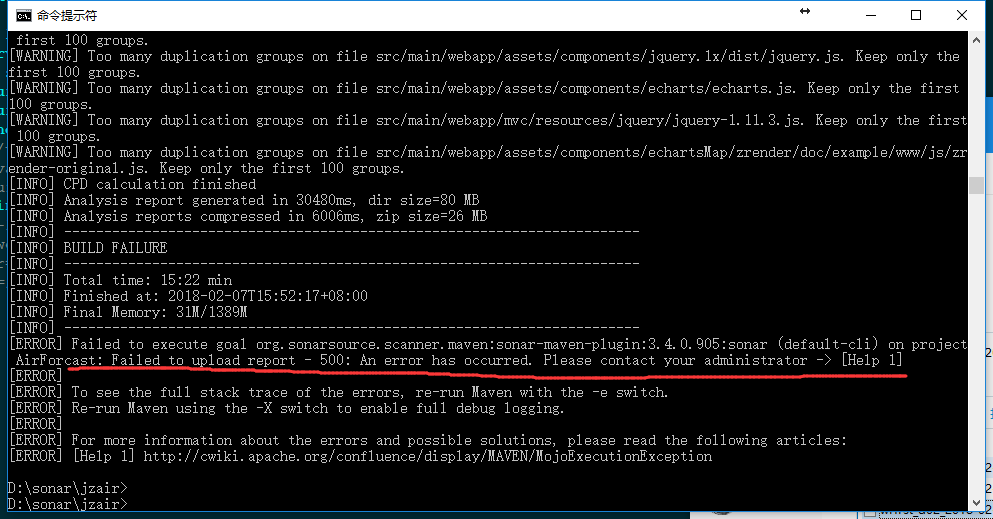 命令提示符
first 100 groups.
[WARNING] Too many duplication groups on file src/main/webapp/assets/components/jquery.lx/dist/jquery.js. Keep only the
first 100 groups.
[WARNING] Too many duplication groups on file src/main/webapp/assets/components/echarts/echarts.js. Keep only the first
100 groups.
[WARNING] Too many duplication groups on file src/main/webapp/mvc/resources/jquery/jquery-1.11.3.js. Keep only the first
100 groups.
[WARNING] Too many duplication groups on file src/main/webapp/assets/components/echartsMap/zrender/doc/example/www/js/zr
ender-original.js. Keep only the first 100 groups.
[INFO] CPD calculation finished
[INFO] Analysis report generated in 30480ms, dir size=80 MB
[INFO] Analysis reports compressed in 6006ms, zip size=26 MB
[INFO] ------------------------------------------------------------------------
[INFO] BUILD FAILURE
[INFO] ------------------------------------------------------------------------
[INFO] Total time: 15:22 min
[INFO] Finished at: 2018-02-07T15:52:17+08:00
[INFO] Final Memory: 31M/1389M
[INFO] ------------------------------------------------------------------------
[ERROR] Failed to execute goal org.sonarsource.scanner.maven:sonar-maven-plugin:3.4.0.905:sonar (default-cli) on project
AirForcast: Failed to upload report - 500: An error has occurred. Please contact your administrator -> [Help 1]
[ERROR]
[ERROR] To see the full stack trace of the errors, re-run Maven with the -e switch.
[ERROR] Re-run Maven using the -X switch to enable full debug logging.
[ERROR]
[ERROR] For more information about the errors and possible solutions, please read the following articles:
[ERROR] [Help 1] http://cwiki.apache.org/confluence/display/MAVEN/MojoExecutionException
D:\sonar\jzair>
D:\sonar\jzair>